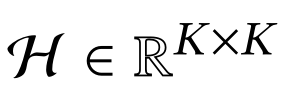 ℋ ∈ ℝ^{K×K}